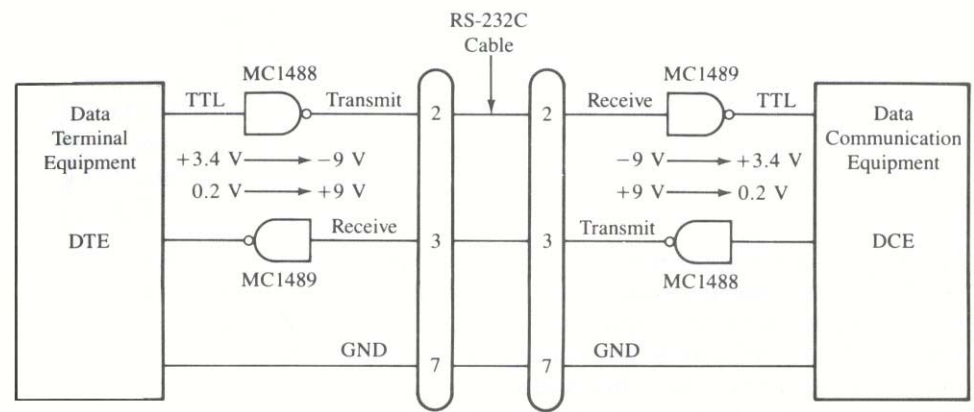 RS-232C
Cable
MC1488
MC1489
TTL
Transmit
2
2
Receive
TTL
Data
Terminal
Equipment
Data
Communication
Equipment
+3.4 V
−9 V
−9 V
+3.4 V
0.2 V
+9 V
+9 V
0.2 V
DTE
Receive
3
3
Transmit
DCE
MC1489
MC1488
GND
7
7
GND